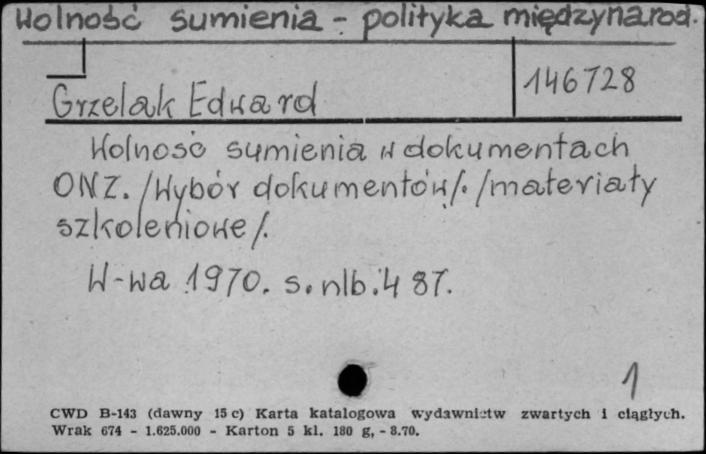 Wolność sumienia - polityka międzynarod.
146728
Grzelak Edward
Wolność sumienia w dokumentach
ONZ. /Wybór dokumentów/. /materiały
szkoleniowe/.
W-wa 1970. s. nlb. 4 87.
1
CWD B-143 (dawny 15 c) Karta katalogowa wydawnictw zwartych i ciągłych.
Wrak 674 - 1.625.000 - Karton 5 kl. 180 g, - 8.70.